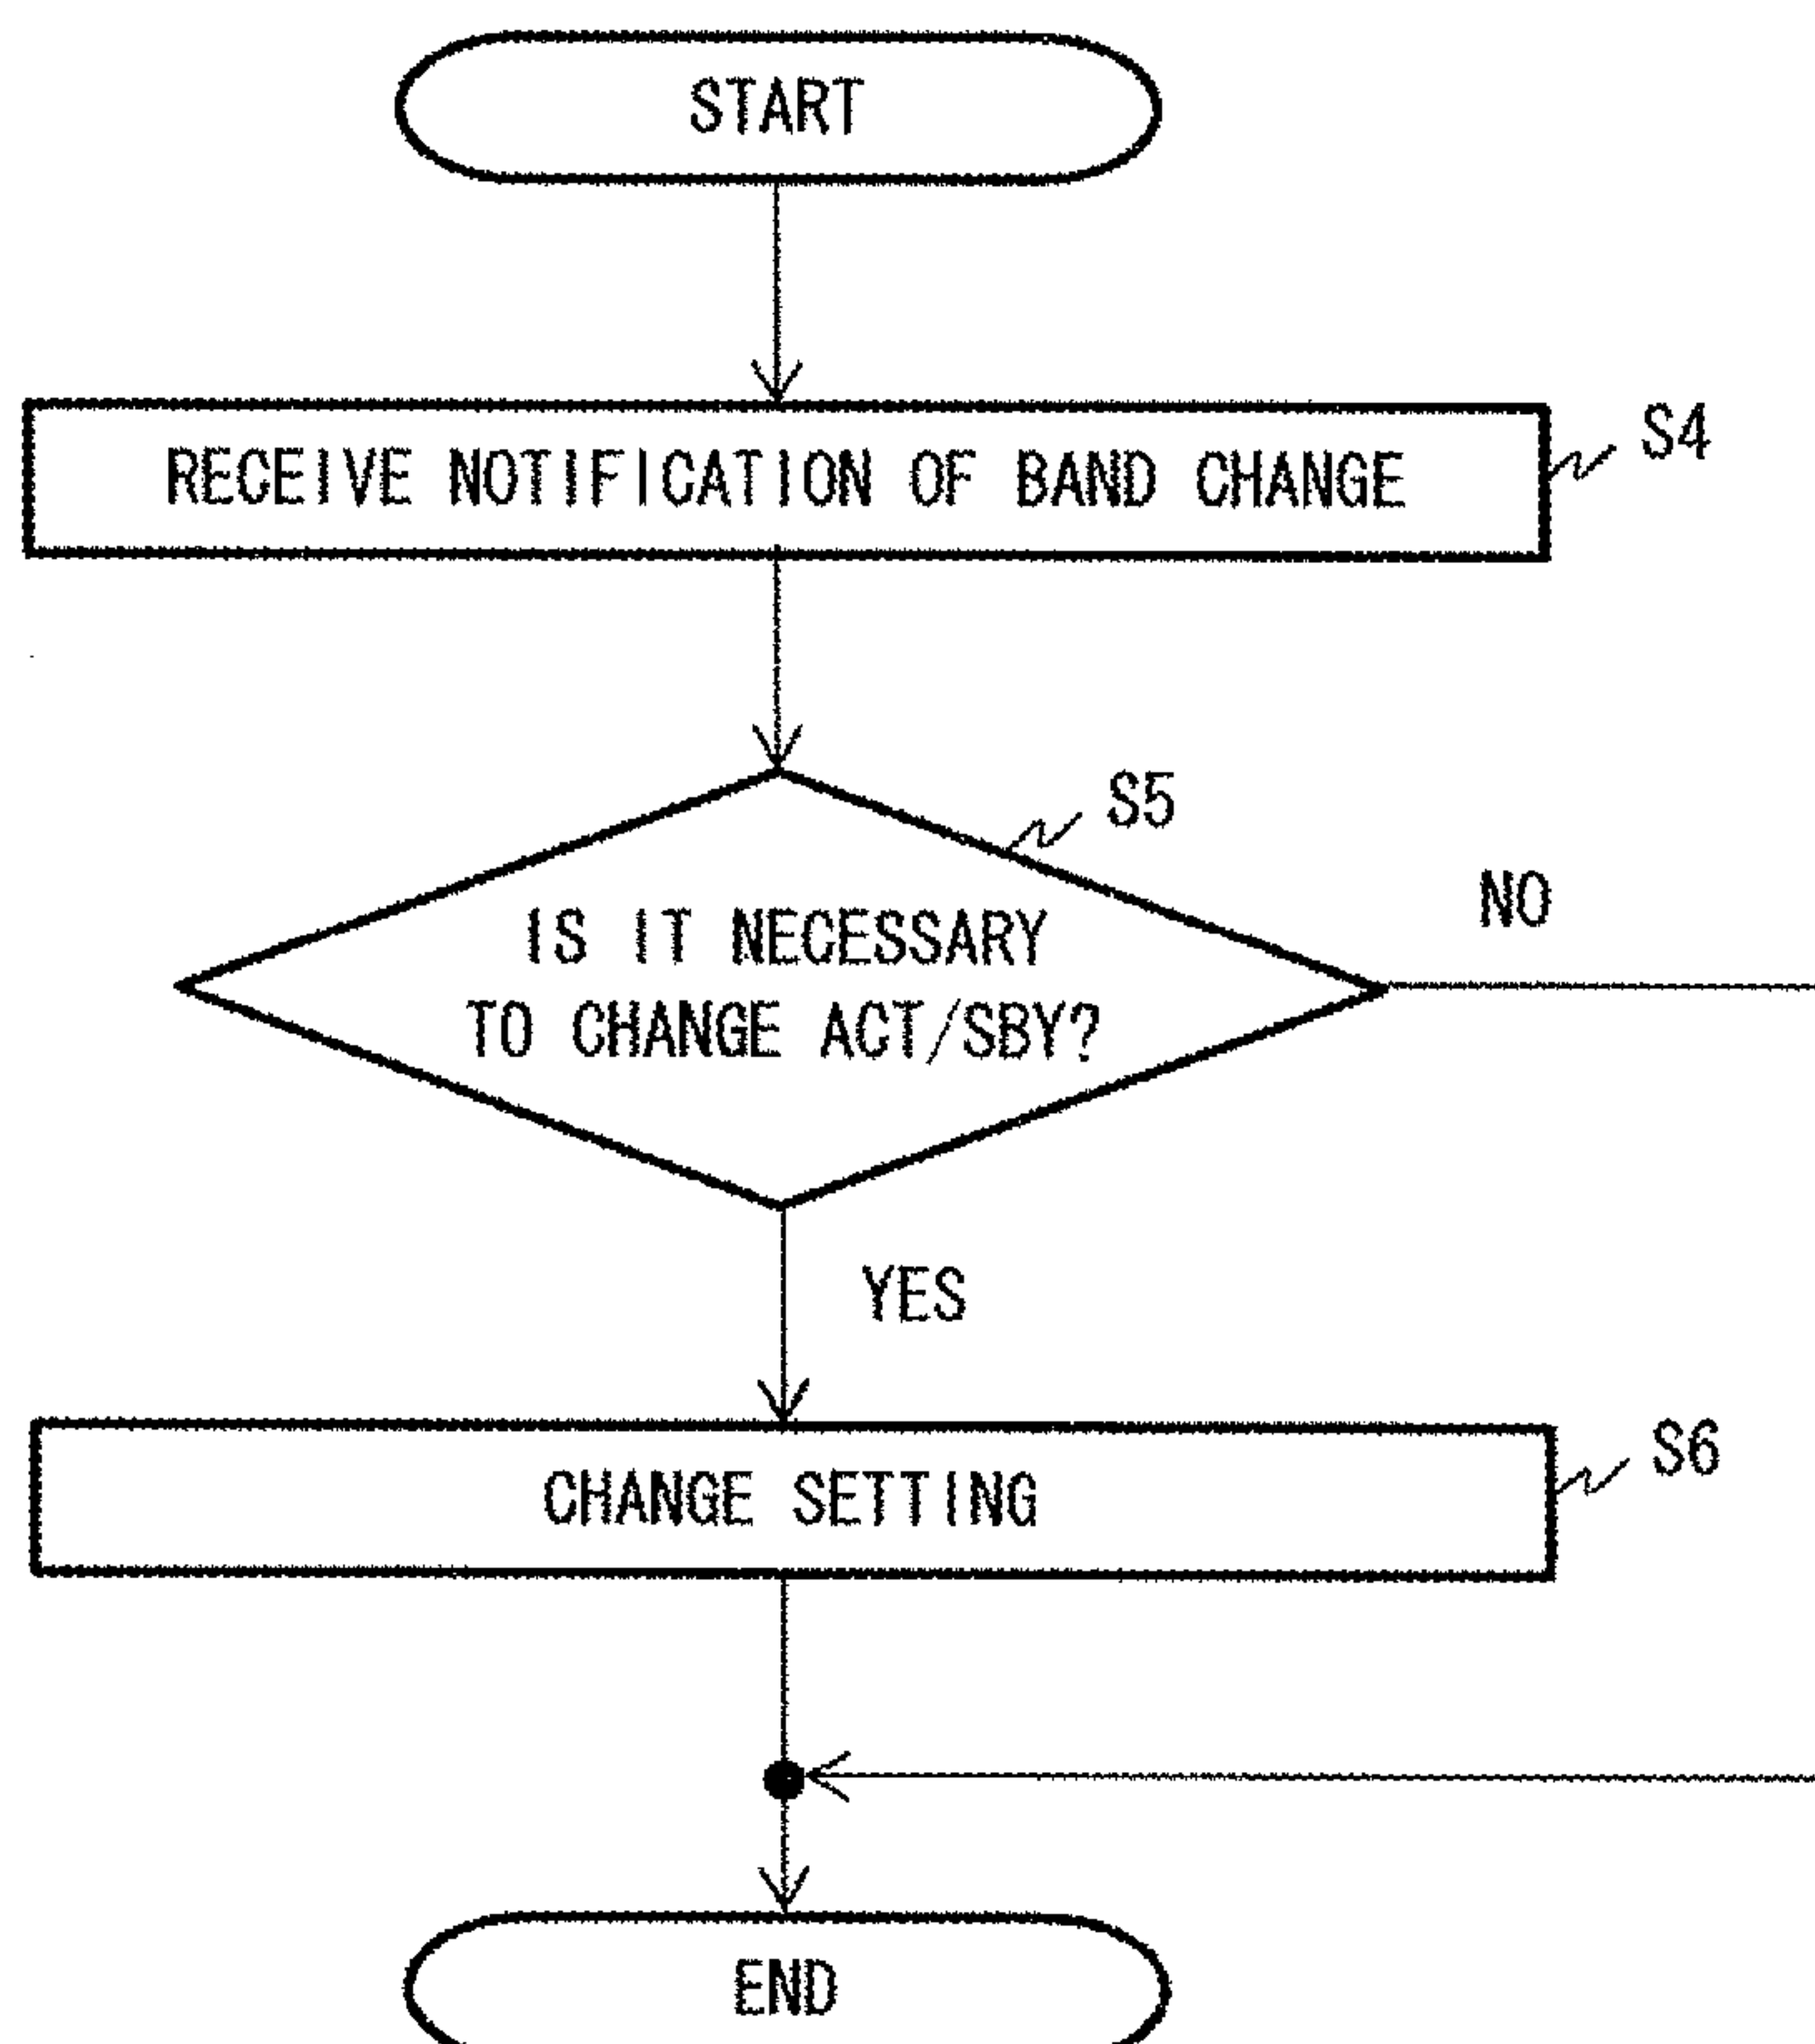 START
RECEIVE NOTIFICATION OF BAND CHANGE
S4
S5
IS IT NECESSARY
TO CHANGE ACT/SBY?
NO
YES
CHANGE SETTING
S6
END